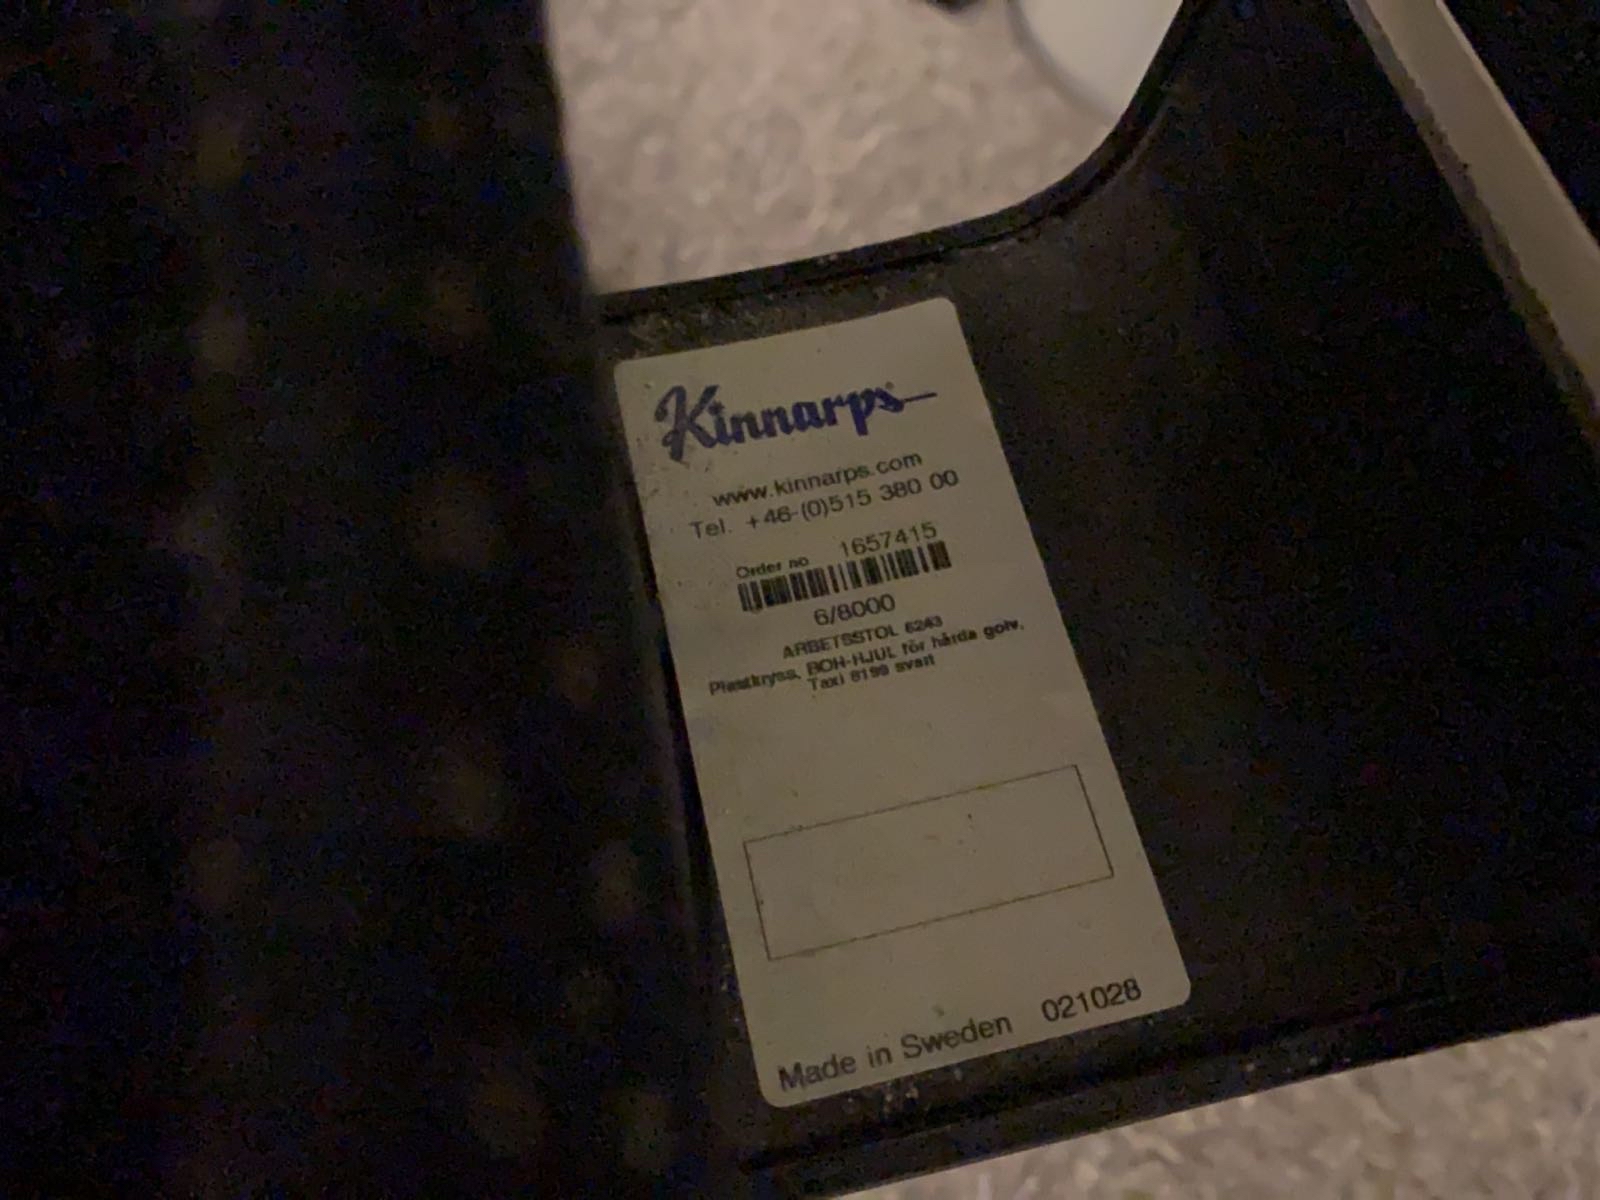 Kinnarps
www.kinnarps.com
Tel. +46-(0)515 380 00
Order no 1657415
6/8000
ARBETSSTOL 6243
Plastkryss, BOH-HJUL för hårda golv,
Taxi 8199 svart
Made in Sweden 021028